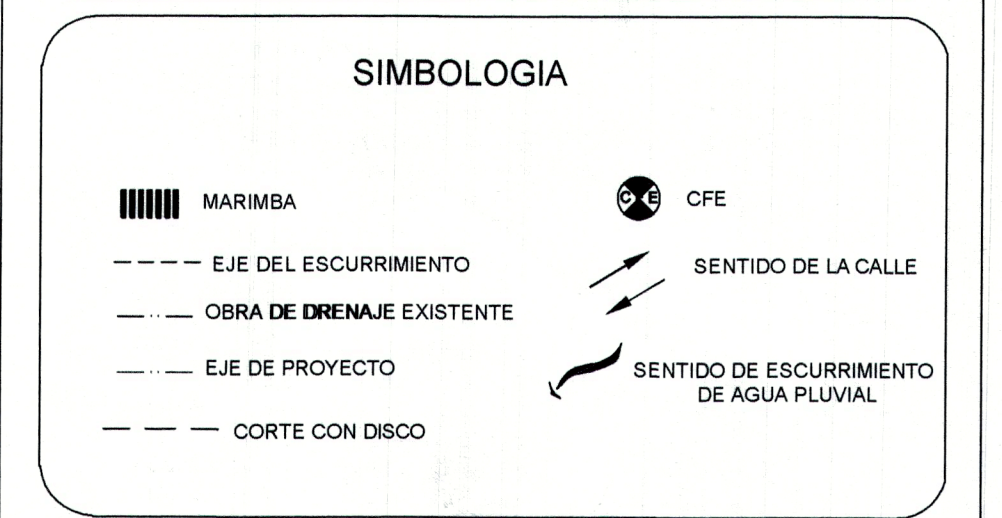 SIMBOLOGIA
MARIMBA
EJE DEL ESCURRIMIENTO
OBRA DE DRENAJE EXISTENTE
EJE DE PROYECTO
CORTE CON DISCO
C E CFE
SENTIDO DE LA CALLE
SENTIDO DE ESCURRIMIENTO
DE AGUA PLUVIAL